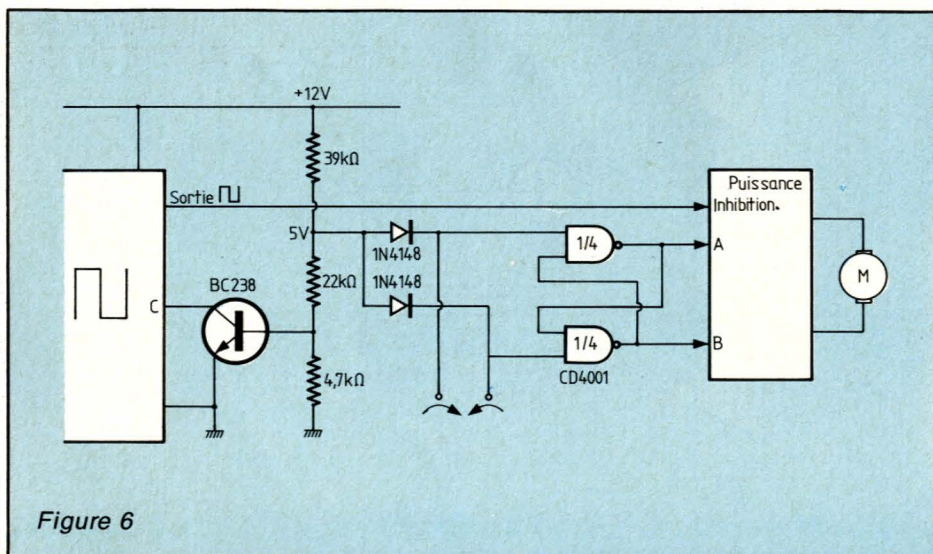 +12V
39kΩ
Sortie
Puissance
Inhibition.
1/4
A
5V
1N4148
22kΩ
1N4148
BC238
C
M
1/4
B
CD4001
4,7kΩ
Figure 6